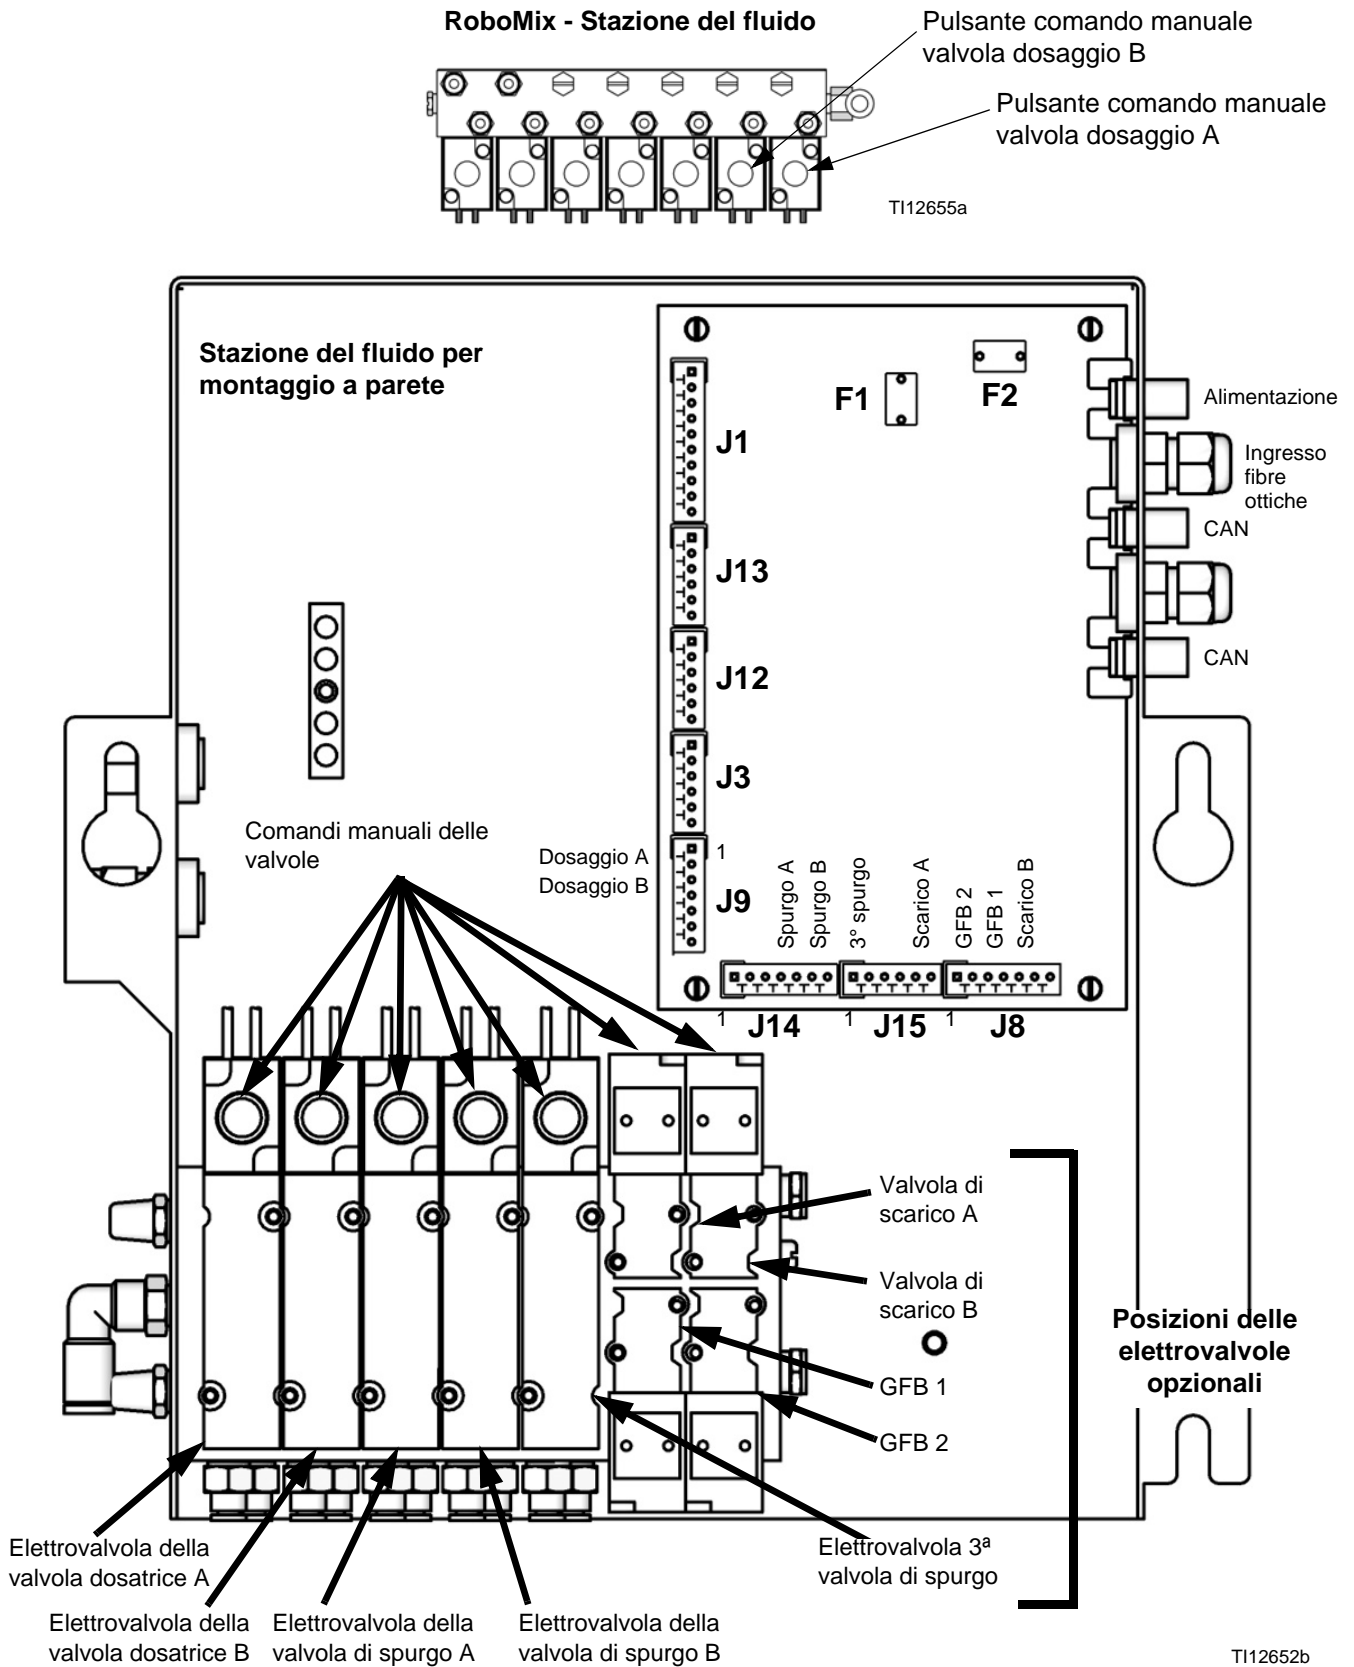 RoboMix - Stazione del fluido
Pulsante comando manuale
valvola dosaggio B
Pulsante comando manuale
valvola dosaggio A
TI12655a
Stazione del fluido per
montaggio a parete
F1
F2
J1
J13
J12
J3
J9
Alimentazione
Ingresso
fibre
ottiche
CAN
CAN
Comandi manuali delle
valvole
Dosaggio A
Dosaggio B
1
Spurgo A
Spurgo B
3° spurgo
Scarico A
GFB 2
GFB 1
Scarico B
1
J14
1
J15
1
J8
Valvola di
scarico A
Valvola di
scarico B
GFB 1
GFB 2
Posizioni delle
elettrovalvole
opzionali
Elettrovalvola della
valvola dosatrice A
Elettrovalvola 3ª
valvola di spurgo
Elettrovalvola della
valvola dosatrice B
Elettrovalvola della
valvola di spurgo A
Elettrovalvola della
valvola di spurgo B
TI12652b